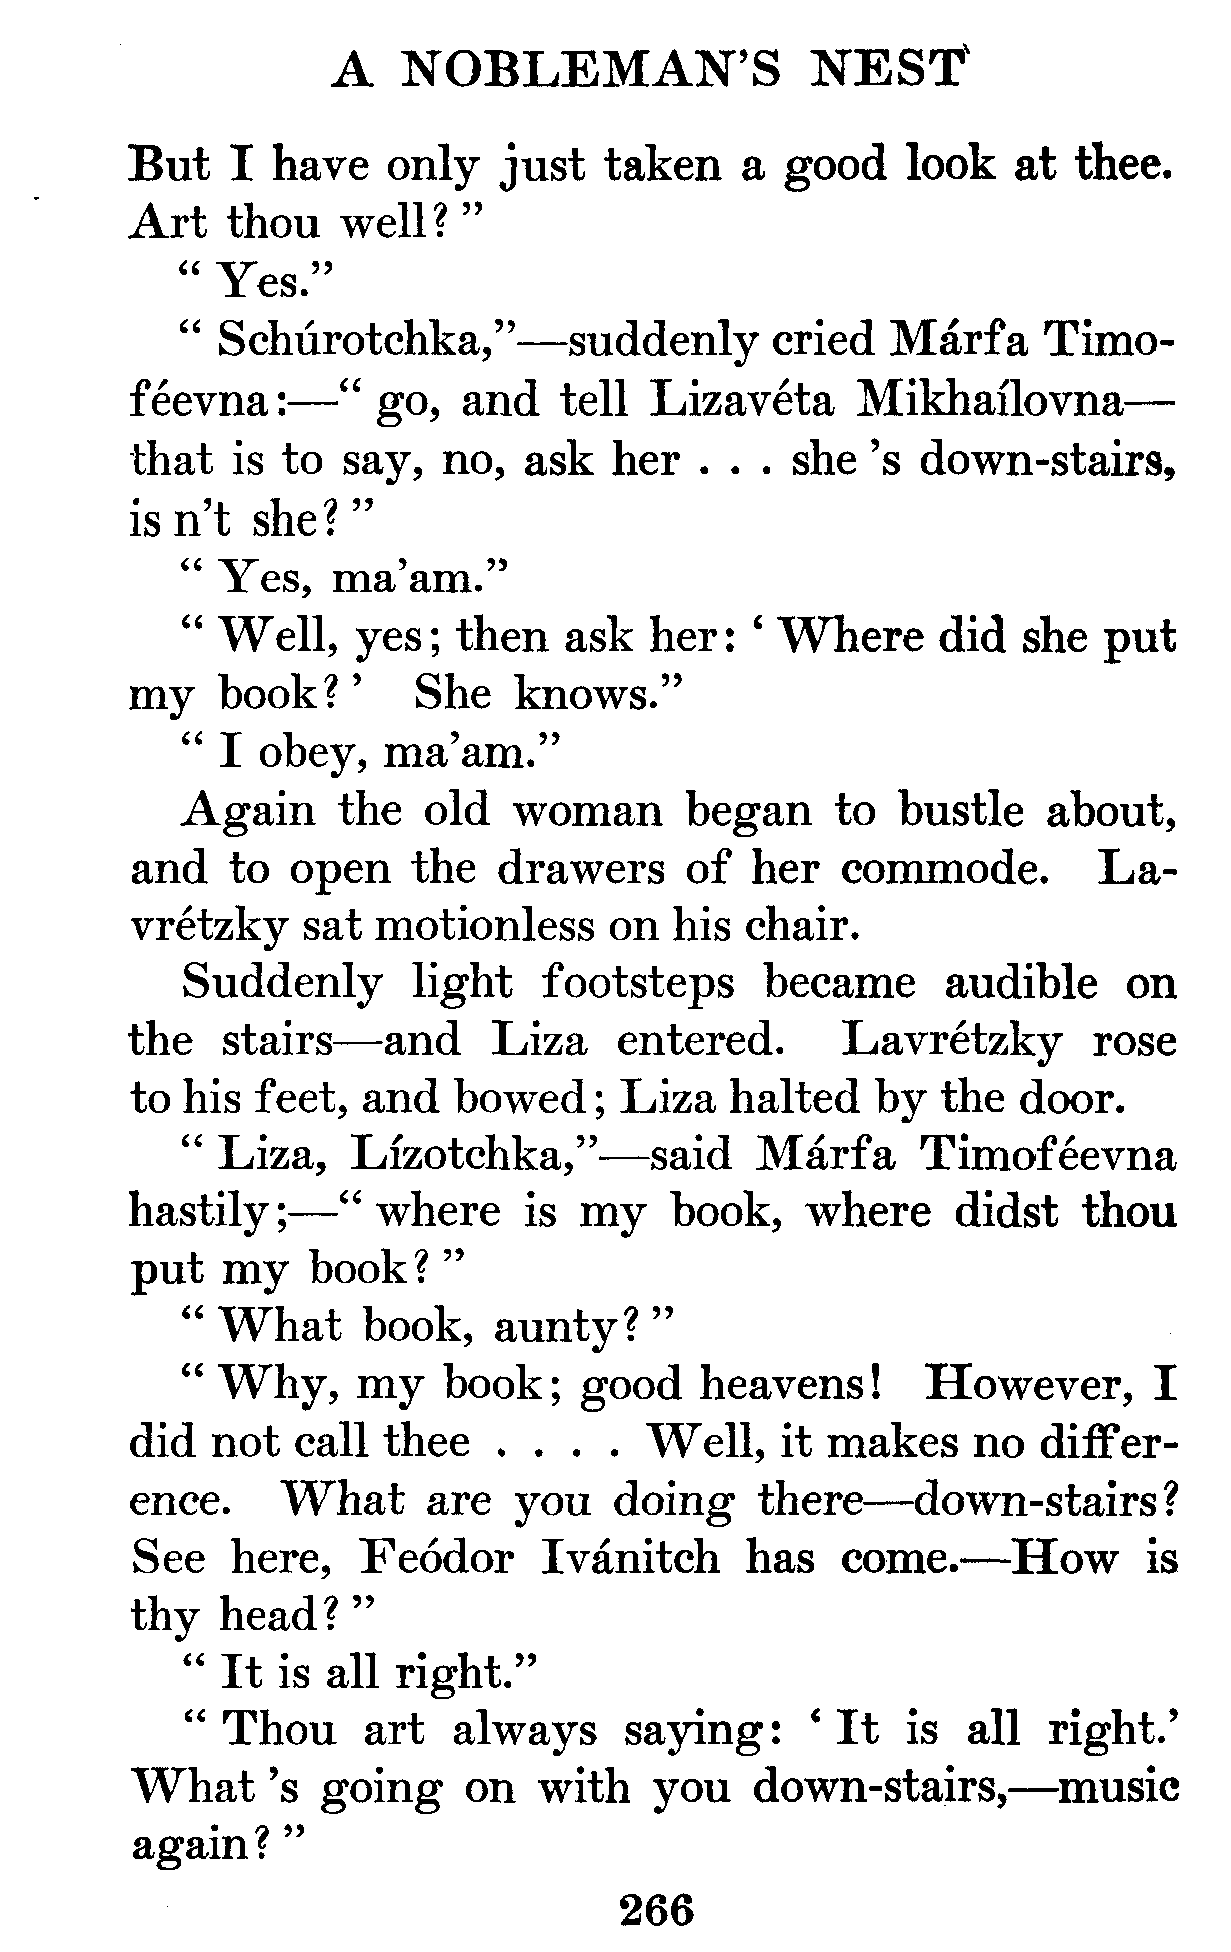 A NOBLEMAN'S NEST
But I have only just taken a good look at thee.
Art thou well?”
“ Yes.”
“ Schúrotchka,”—suddenly cried Márfa Timo-
féevna:—“ go, and tell Lizavéta Mikhaílovna—
that is to say, no, ask her . . . she 's down-stairs,
is n't she?”
“ Yes, ma'am.”
“ Well, yes; then ask her: ‘ Where did she put
my book?’ She knows.”
“ I obey, ma'am.”
Again the old woman began to bustle about,
and to open the drawers of her commode. La-
vrétzky sat motionless on his chair.
Suddenly light footsteps became audible on
the stairs—and Liza entered. Lavrétzky rose
to his feet, and bowed; Liza halted by the door.
“ Liza, Lízotchka,”—said Márfa Timoféevna
hastily;—“ where is my book, where didst thou
put my book?”
“ What book, aunty?”
“ Why, my book; good heavens! However, I
did not call thee . . . . Well, it makes no differ-
ence. What are you doing there—down-stairs?
See here, Feódor Ivánitch has come.—How is
thy head?”
“ It is all right.”
“ Thou art always saying: ‘ It is all right.’
What 's going on with you down-stairs,—music
again?”
266